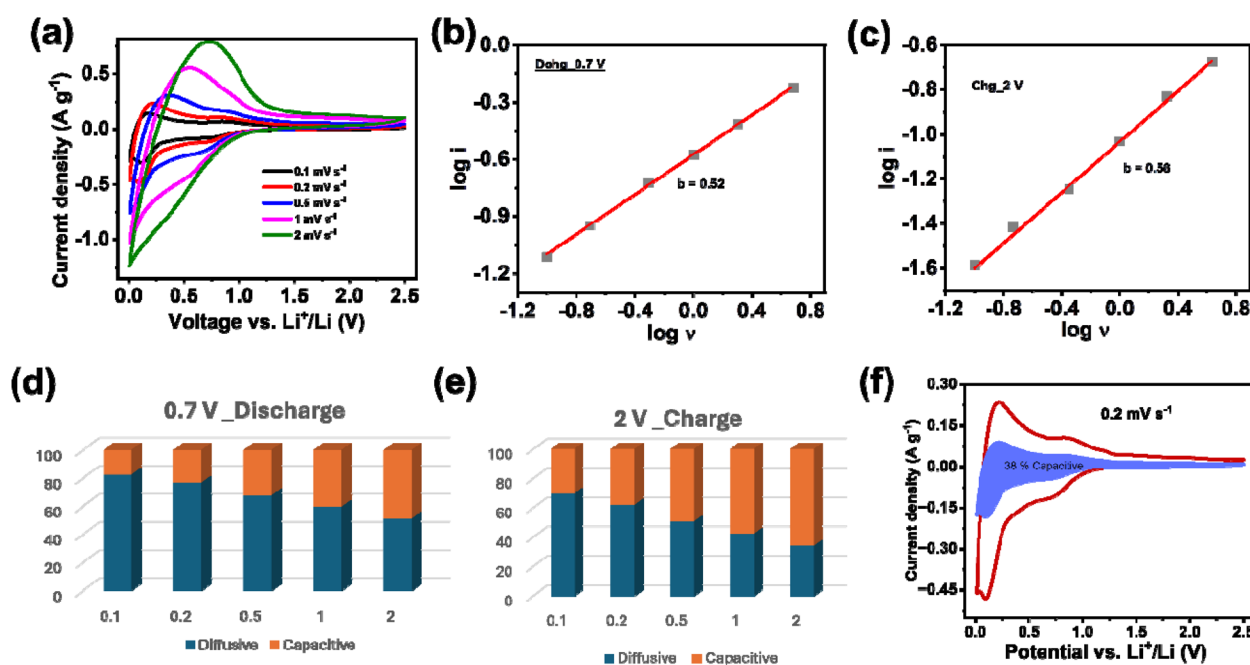 (a)
Current density (A g⁻¹)
0.5
0.0
-0.5
-1.0
0.1 mV s⁻¹
0.2 mV s⁻¹
0.5 mV s⁻¹
1 mV s⁻¹
2 mV s⁻¹
0.0 0.5 1.0 1.5 2.0 2.5
Voltage vs. Li⁺/Li (V)
(b)
log i
0.0
-0.3
-0.6
-0.9
-1.2
Dchg_0.7 V
b = 0.52
-1.2 -0.8 -0.4 0.0 0.4 0.8
log ν
(c)
log i
-0.6
-0.8
-1.0
-1.2
-1.4
-1.6
Chg_2 V
b = 0.56
-1.2 -0.8 -0.4 0.0 0.4 0.8
log ν
(d)
0.7 V _Discharge
100
80
60
40
20
0
0.1 0.2 0.5 1 2
Diffusive Capacitive
(e)
2 V _Charge
100
80
60
40
20
0
0.1 0.2 0.5 1 2
Diffusive Capacitive
(f)
Current density (A g⁻¹)
0.30
0.15
0.00
−0.15
−0.30
−0.45
0.2 mV s⁻¹
38 % Capacitive
0.0 0.5 1.0 1.5 2.0 2.5
Potential vs. Li⁺/Li (V)